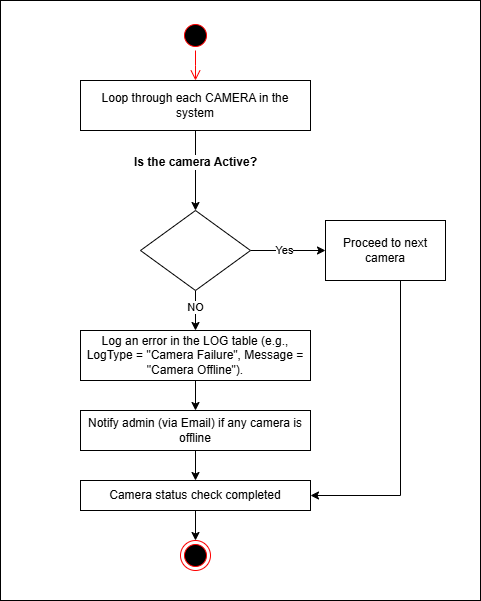 Loop through each CAMERA in the
system
Is the camera Active?
Yes
Proceed to next
camera
NO
Log an error in the LOG table (e.g.,
LogType = "Camera Failure", Message =
"Camera Offline").
Notify admin (via Email) if any camera is
offline
Camera status check completed